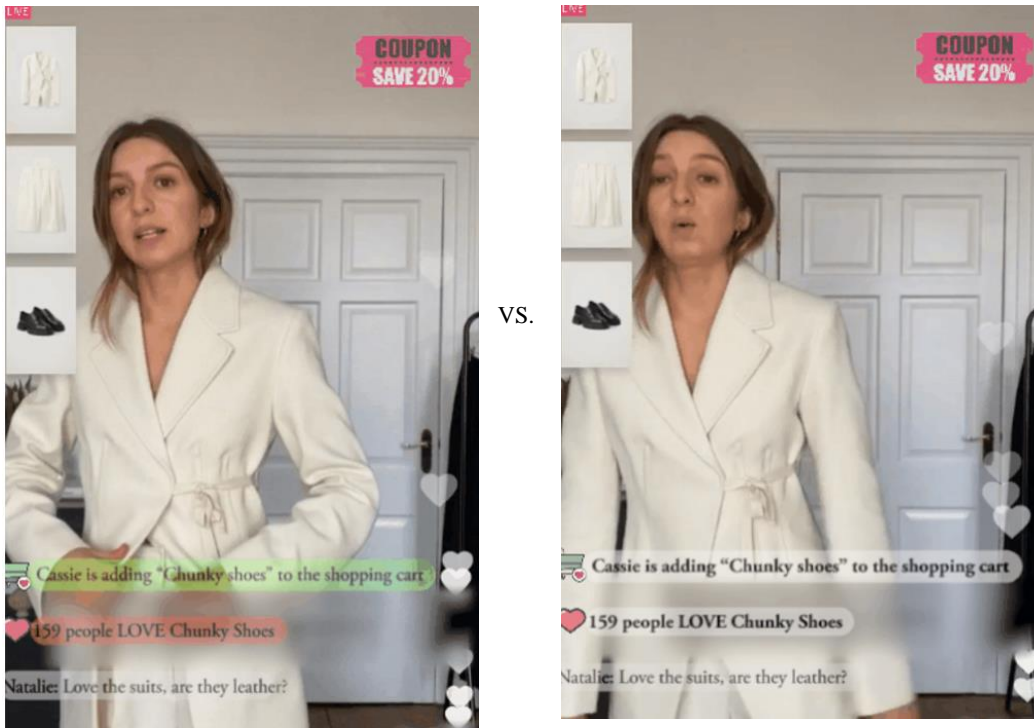 LIVE
COUPON
SAVE 20%
Cassie is adding “Chunky shoes” to the shopping cart
159 people LOVE Chunky Shoes
Natalie: Love the suits, are they leather?
vs.
LIVE
COUPON
SAVE 20%
Cassie is adding “Chunky shoes” to the shopping cart
159 people LOVE Chunky Shoes
Natalie: Love the suits, are they leather?